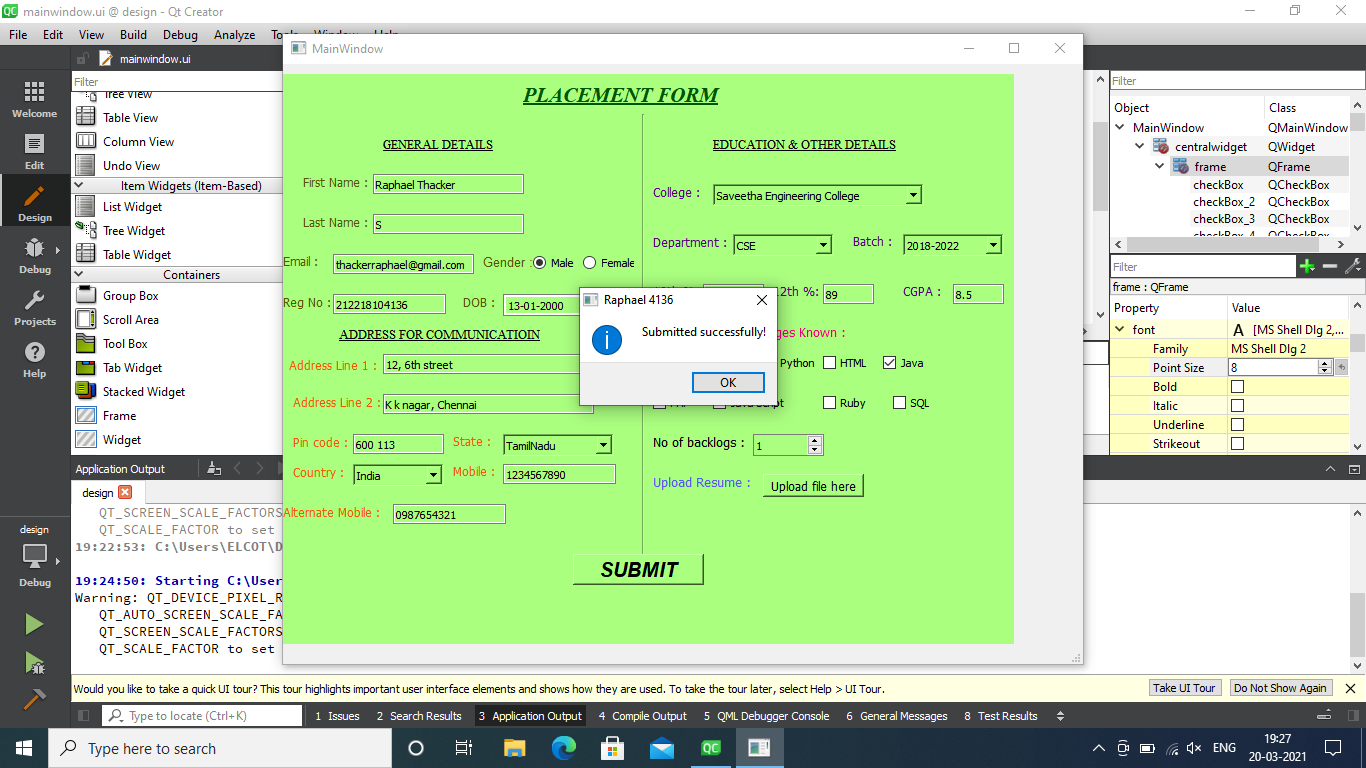 mainwindow.ui @ design - Qt Creator
File Edit View Build Debug Analyze
mainwindow.ui
Filter
Tree View
Table View
Column View
Undo View
Item Widgets (Item-Based)
List Widget
Tree Widget
Table Widget
Containers
Group Box
Scroll Area
Tool Box
Tab Widget
Stacked Widget
Frame
Widget
Welcome
Edit
Design
Debug
Projects
Help
design
Debug
MainWindow
PLACEMENT FORM
GENERAL DETAILS
First Name : Raphael Thacker
Last Name : S
Email : thackerraphael@gmail.com Gender : Male Female
Reg No : 212218104136 DOB : 13-01-2000
ADDRESS FOR COMMUNICATIOIN
Address Line 1 : 12, 6th street
Address Line 2 : K k nagar, Chennai
Pin code : 600 113 State : TamilNadu
Country : India Mobile : 1234567890
Alternate Mobile : 0987654321
EDUCATION & OTHER DETAILS
College : Saveetha Engineering College
Department : CSE Batch : 2018-2022
12th %: 89 CGPA : 8.5
Known :
Python HTML Java
Ruby SQL
No of backlogs : 1
Upload Resume : Upload file here
SUBMIT
Raphael 4136
Submitted successfully!
OK
Filter
Object Class
MainWindow QMainWindow
centralwidget QWidget
frame QFrame
checkBox QCheckBox
checkBox_2 QCheckBox
checkBox_3 QCheckBox
checkBox_4 QCheckBox
Filter
frame : QFrame
Property Value
font A [MS Shell Dlg 2,...
Family MS Shell Dlg 2
Point Size 8
Bold
Italic
Underline
Strikeout
Application Output
design
QT_SCREEN_SCALE_FACTORS
QT_SCALE_FACTOR to set
19:22:53: C:\Users\ELCOT\D
19:24:50: Starting C:\User
Warning: QT_DEVICE_PIXEL_R
QT_AUTO_SCREEN_SCALE_FA
QT_SCREEN_SCALE_FACTORS
QT_SCALE_FACTOR to set
Would you like to take a quick UI tour? This tour highlights important user interface elements and shows how they are used. To take the tour later, select Help > UI Tour. Take UI Tour Do Not Show Again
Type to locate (Ctrl+K) 1 Issues 2 Search Results 3 Application Output 4 Compile Output 5 QML Debugger Console 6 General Messages 8 Test Results
Type here to search
ENG
19:27
20-03-2021